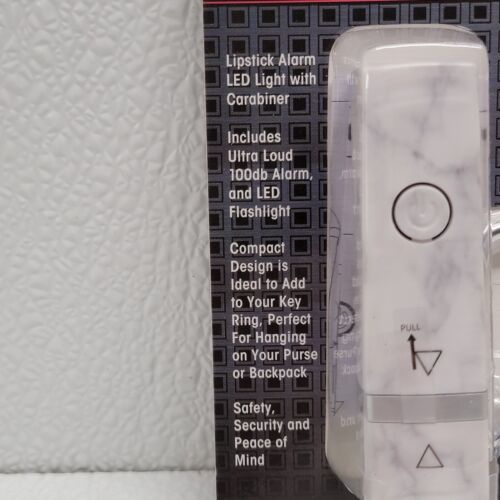 Lipstick Alarm
LED Light with
Carabiner
Includes
Ultra Loud
100db Alarm,
and LED
Flashlight
Compact
Design is
Ideal to Add
to Your Key
Ring, Perfect
For Hanging
on Your Purse
or Backpack
Safety,
Security and
Peace of
Mind
PULL